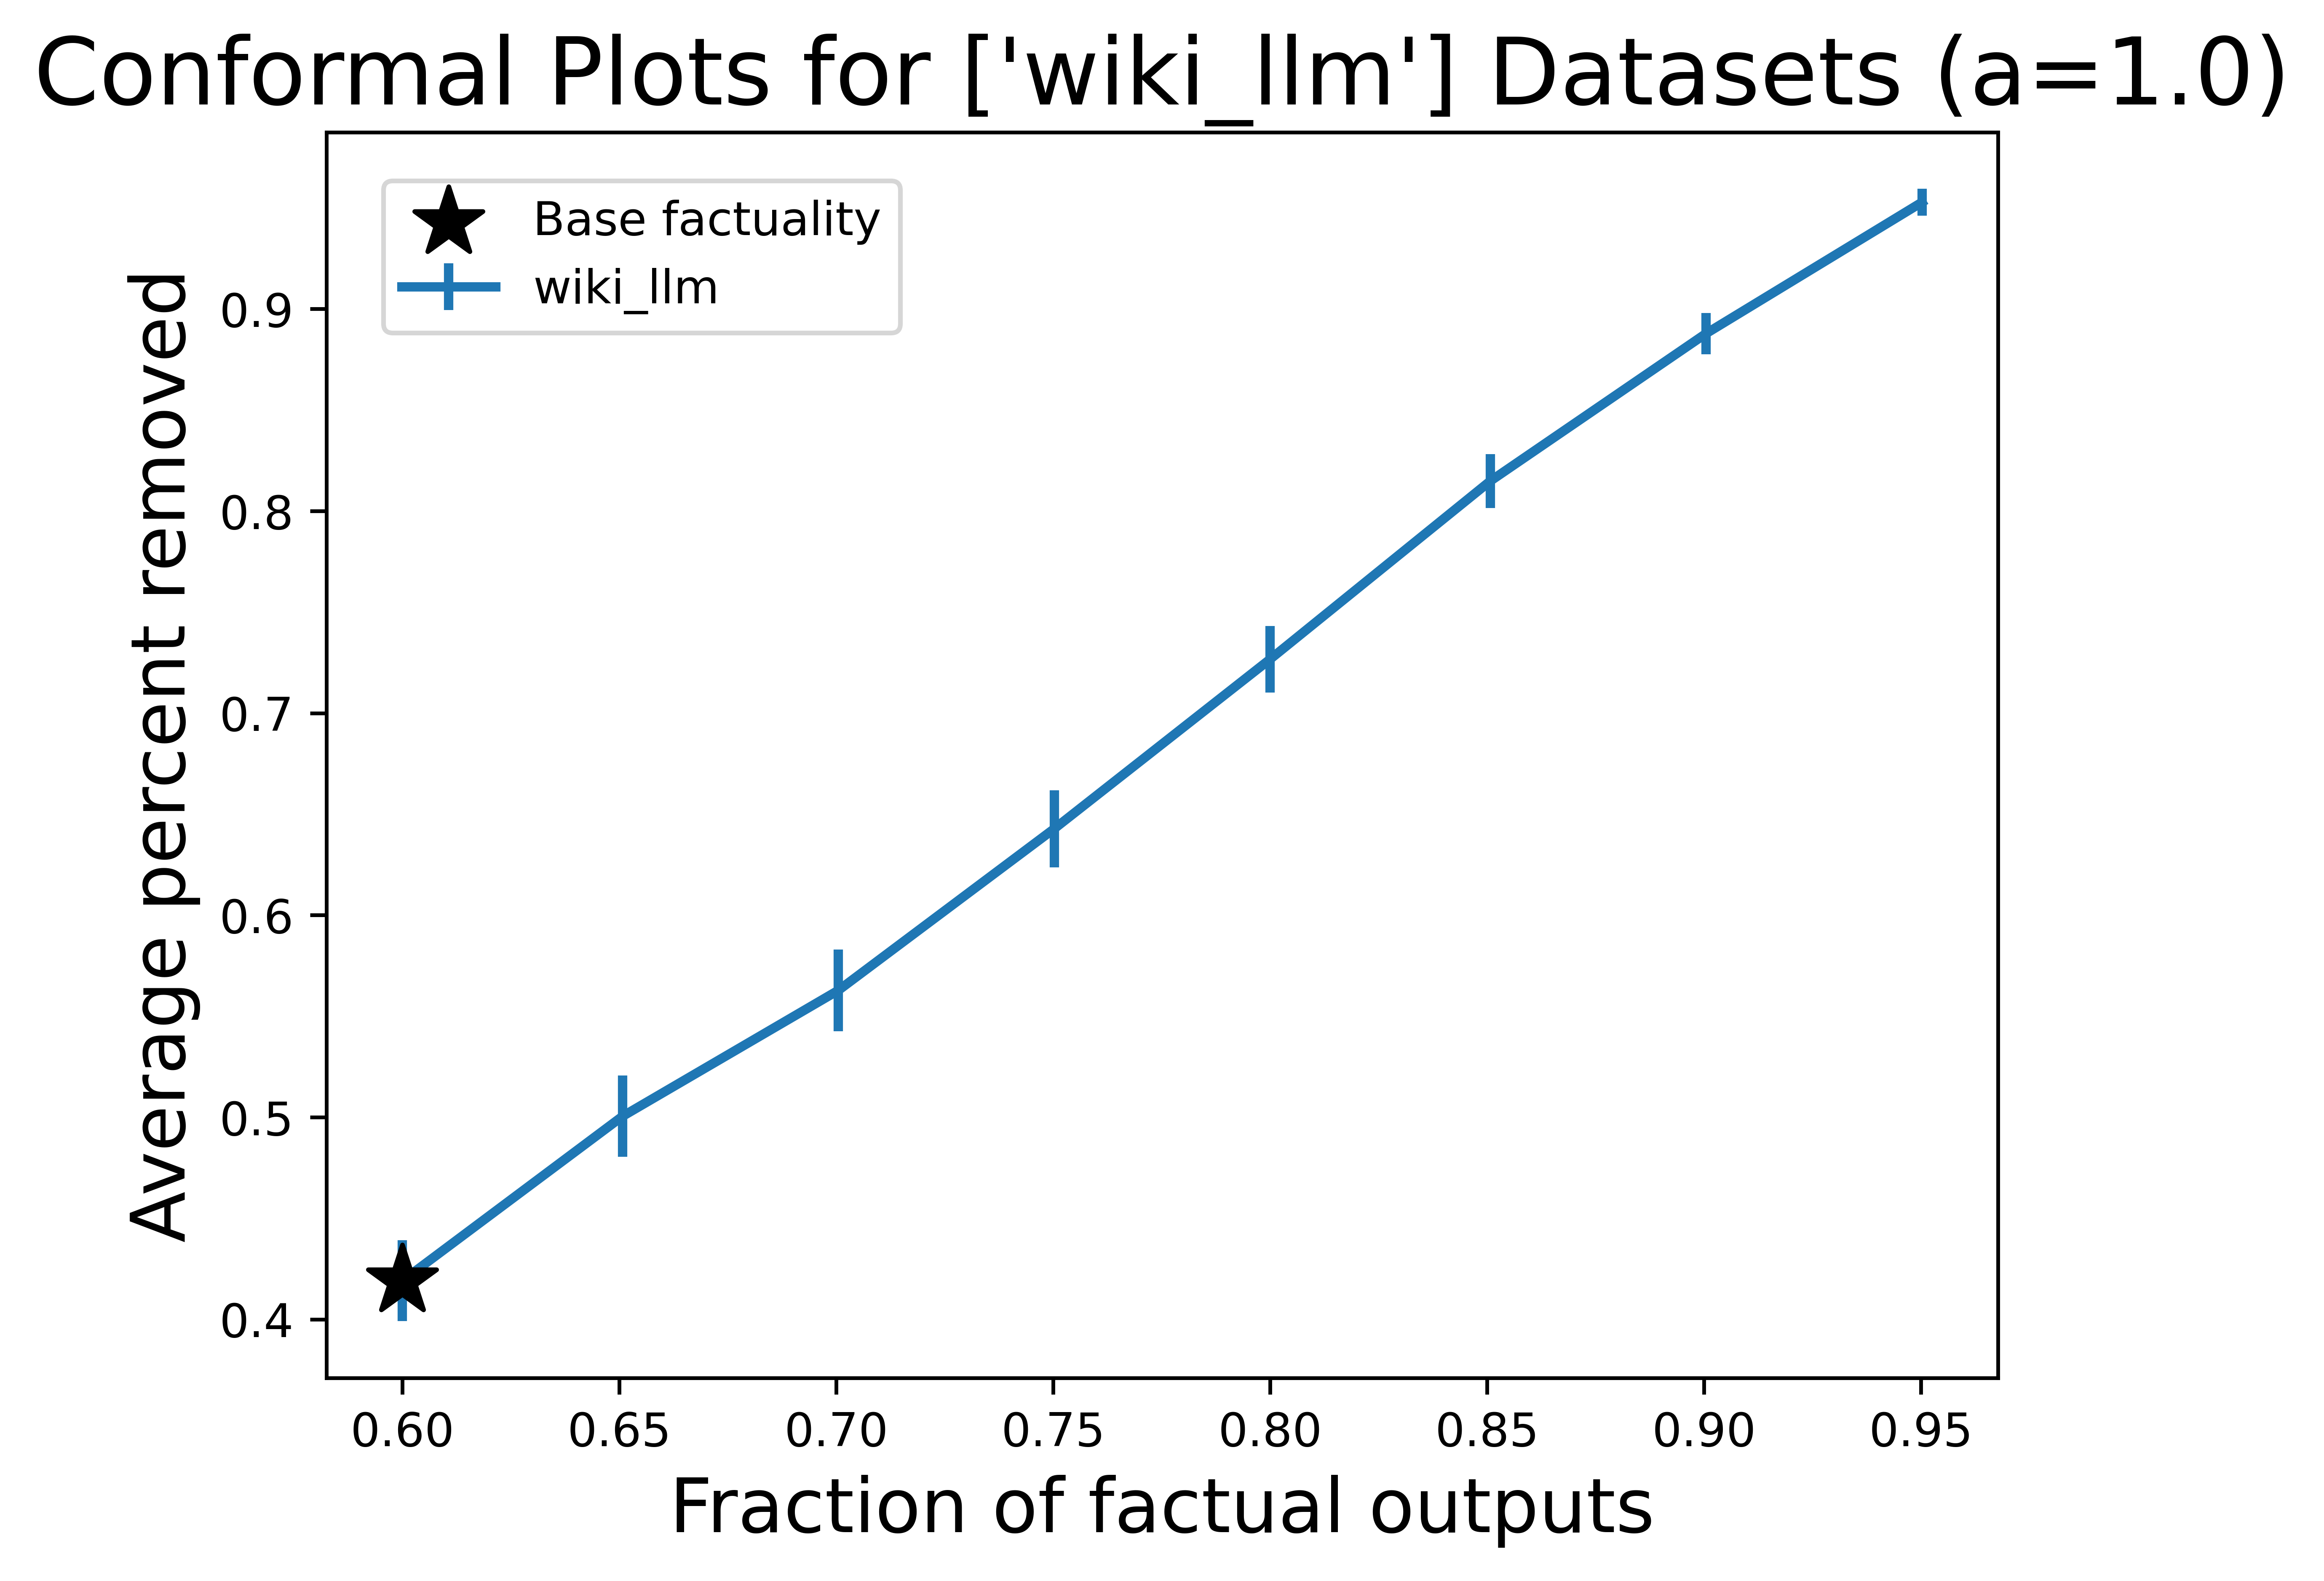 Conformal Plots for ['wiki_llm'] Datasets (a=1.0)
Base factuality
wiki_llm
Average percent removed
0.9
0.8
0.7
0.6
0.5
0.4
0.60 0.65 0.70 0.75 0.80 0.85 0.90 0.95
Fraction of factual outputs